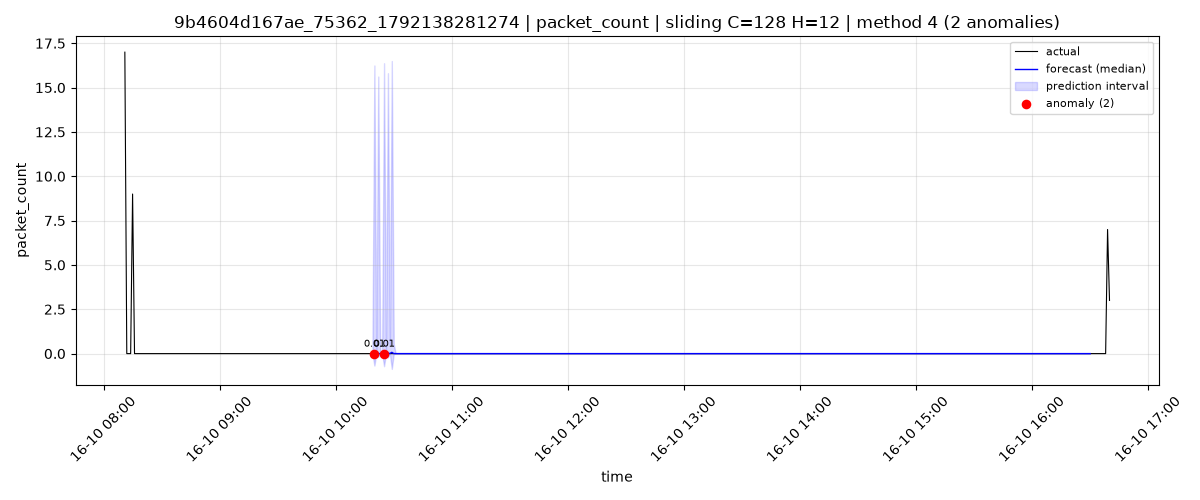 9b4604d167ae_75362_1792138281274 | packet_count | sliding C=128 H=12 | method 4 (2 anomalies)
actual
forecast (median)
prediction interval
anomaly (2)
packet_count
17.5
15.0
12.5
10.0
7.5
5.0
2.5
0.0
16-10 08:00
16-10 09:00
16-10 10:00
16-10 11:00
16-10 12:00
16-10 13:00
16-10 14:00
16-10 15:00
16-10 16:00
16-10 17:00
time